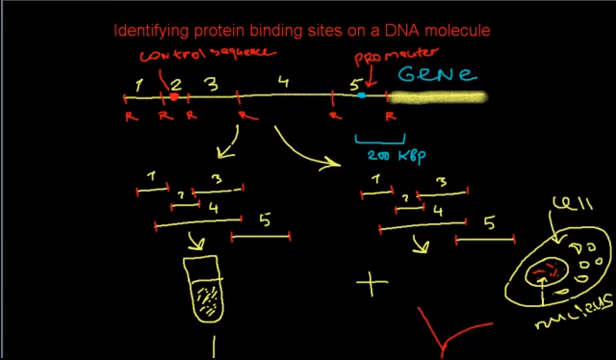 Identifying protein binding sites on a DNA molecule
control sequence
promauter
GENE
1 2 3 4 5
R R R R R R
200 KBP
1 3
2
4
5
1 3
2
4
5
cell
+
nucleus